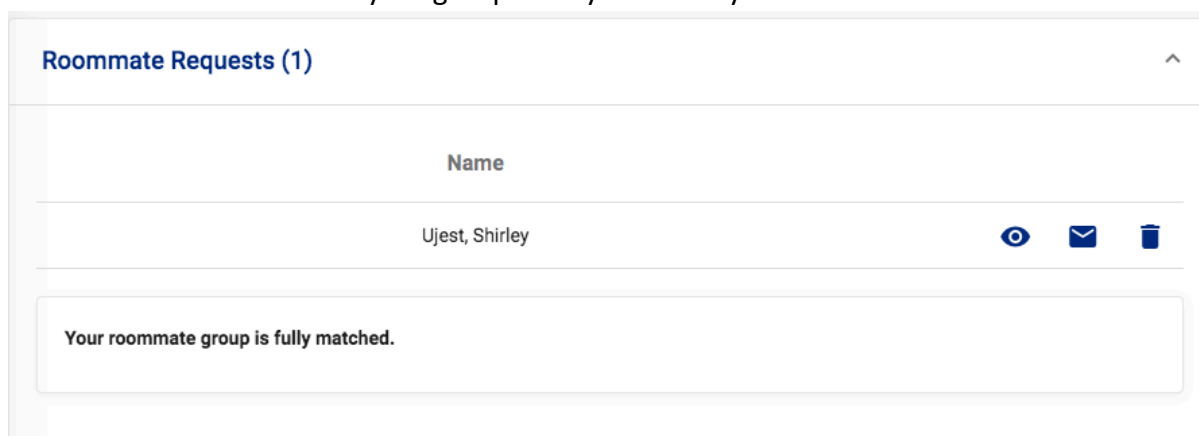 Roommate Requests (1)
Name
Ujest, Shirley
Your roommate group is fully matched.